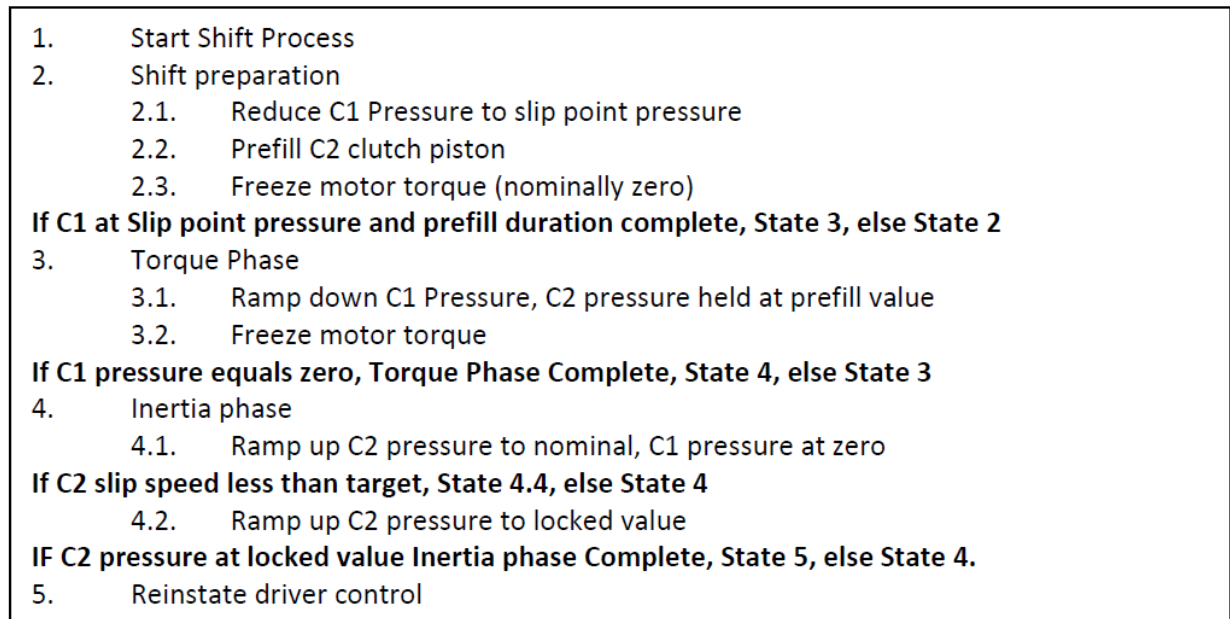 1. Start Shift Process
2. Shift preparation
2.1. Reduce C1 Pressure to slip point pressure
2.2. Prefill C2 clutch piston
2.3. Freeze motor torque (nominally zero)
If C1 at Slip point pressure and prefill duration complete, State 3, else State 2
3. Torque Phase
3.1. Ramp down C1 Pressure, C2 pressure held at prefill value
3.2. Freeze motor torque
If C1 pressure equals zero, Torque Phase Complete, State 4, else State 3
4. Inertia phase
4.1. Ramp up C2 pressure to nominal, C1 pressure at zero
If C2 slip speed less than target, State 4.4, else State 4
4.2. Ramp up C2 pressure to locked value
IF C2 pressure at locked value Inertia phase Complete, State 5, else State 4.
5. Reinstate driver control